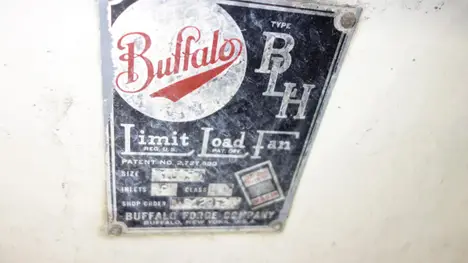 Buffalo
TYPE
BLH
Limit Load Fan
REG. U.S. PAT. OFF.
PATENT NO.
SIZE
INLETS CLASS
SHOP ORDER
BUFFALO FORGE COMPANY
BUFFALO, NEW YORK, U.S.A.